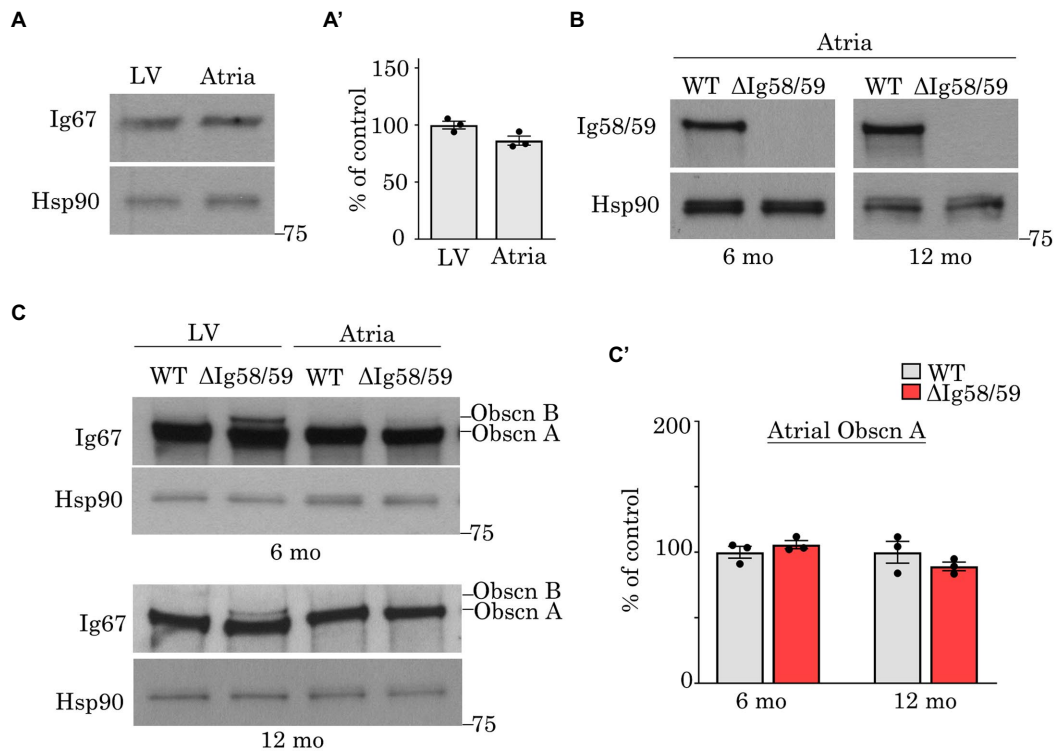 A
LV Atria
Ig67
Hsp90
–75
A’
% of control
150
100
50
0
LV Atria
B
Atria
WT ΔIg58/59 WT ΔIg58/59
Ig58/59
Hsp90
–75
6 mo 12 mo
C
LV Atria
WT ΔIg58/59 WT ΔIg58/59
Obscn B
Ig67
Obscn A
Hsp90
–75
6 mo
Obscn B
Obscn A
Ig67
Hsp90
–75
12 mo
C’
WT
ΔIg58/59
Atrial Obscn A
% of control
200
100
0
6 mo 12 mo